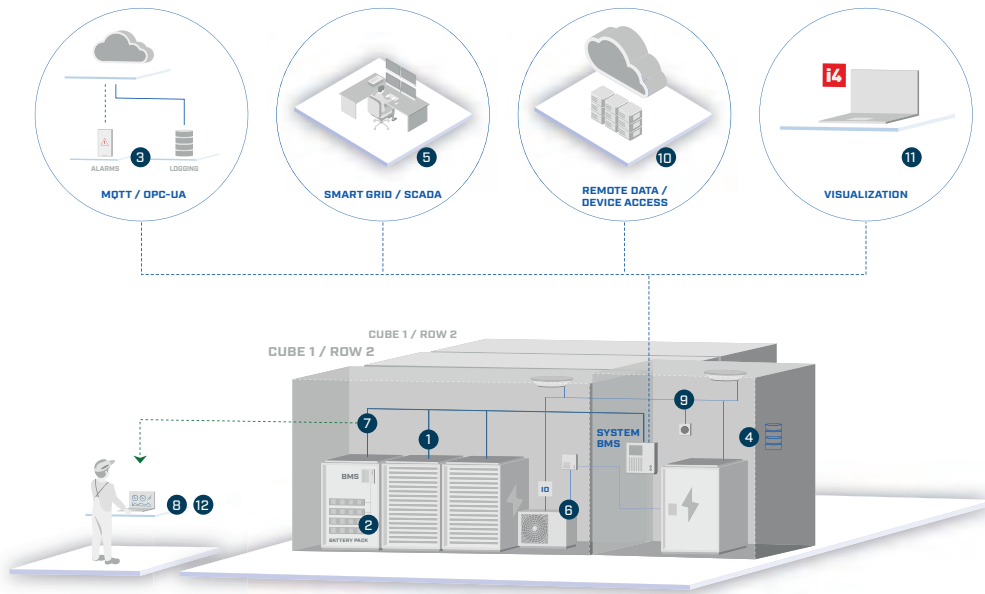 i4
3
5
10
11
ALARMS
LOGGING
MQTT / OPC-UA
SMART GRID / SCADA
REMOTE DATA /
DEVICE ACCESS
VISUALIZATION
CUBE 1 / ROW 2
CUBE 1 / ROW 2
9
7
1
SYSTEM
BMS
4
BMS
IO
8
12
2
6
BATTERY PACK